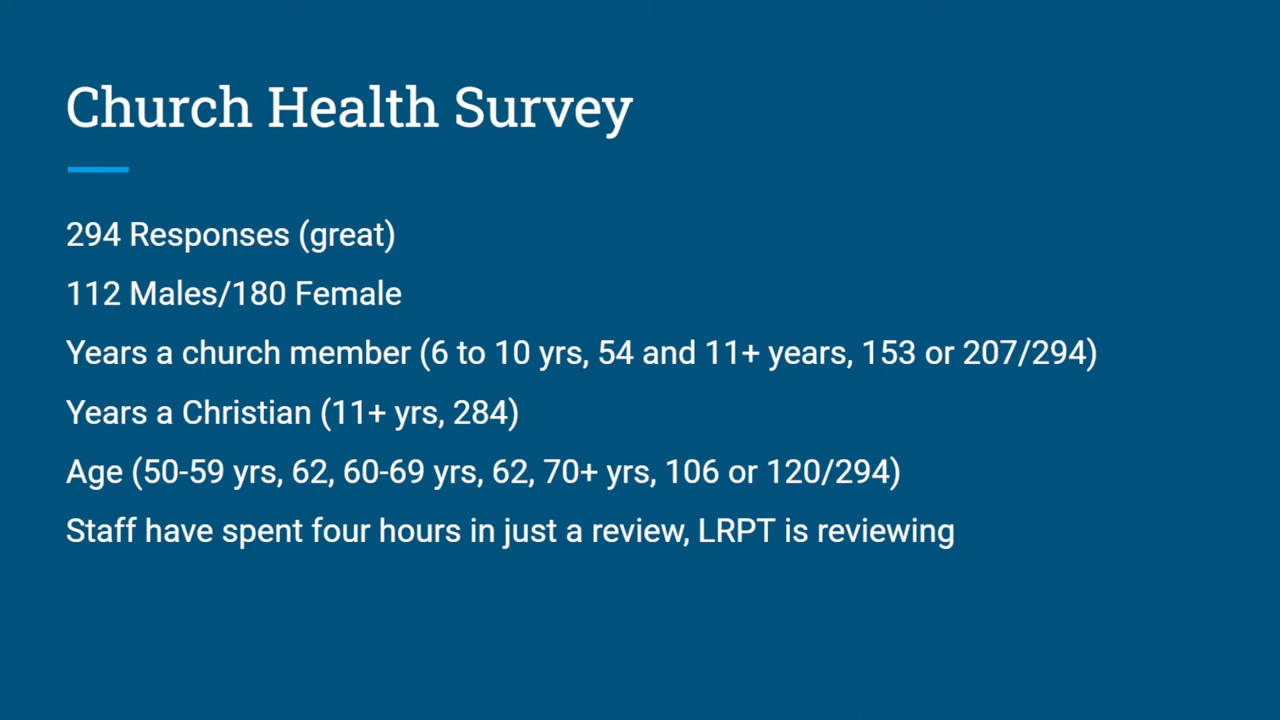 Church Health Survey
294 Responses (great)
112 Males/180 Female
Years a church member (6 to 10 yrs, 54 and 11+ years, 153 or 207/294)
Years a Christian (11+ yrs, 284)
Age (50-59 yrs, 62, 60-69 yrs, 62, 70+ yrs, 106 or 120/294)
Staff have spent four hours in just a review, LRPT is reviewing